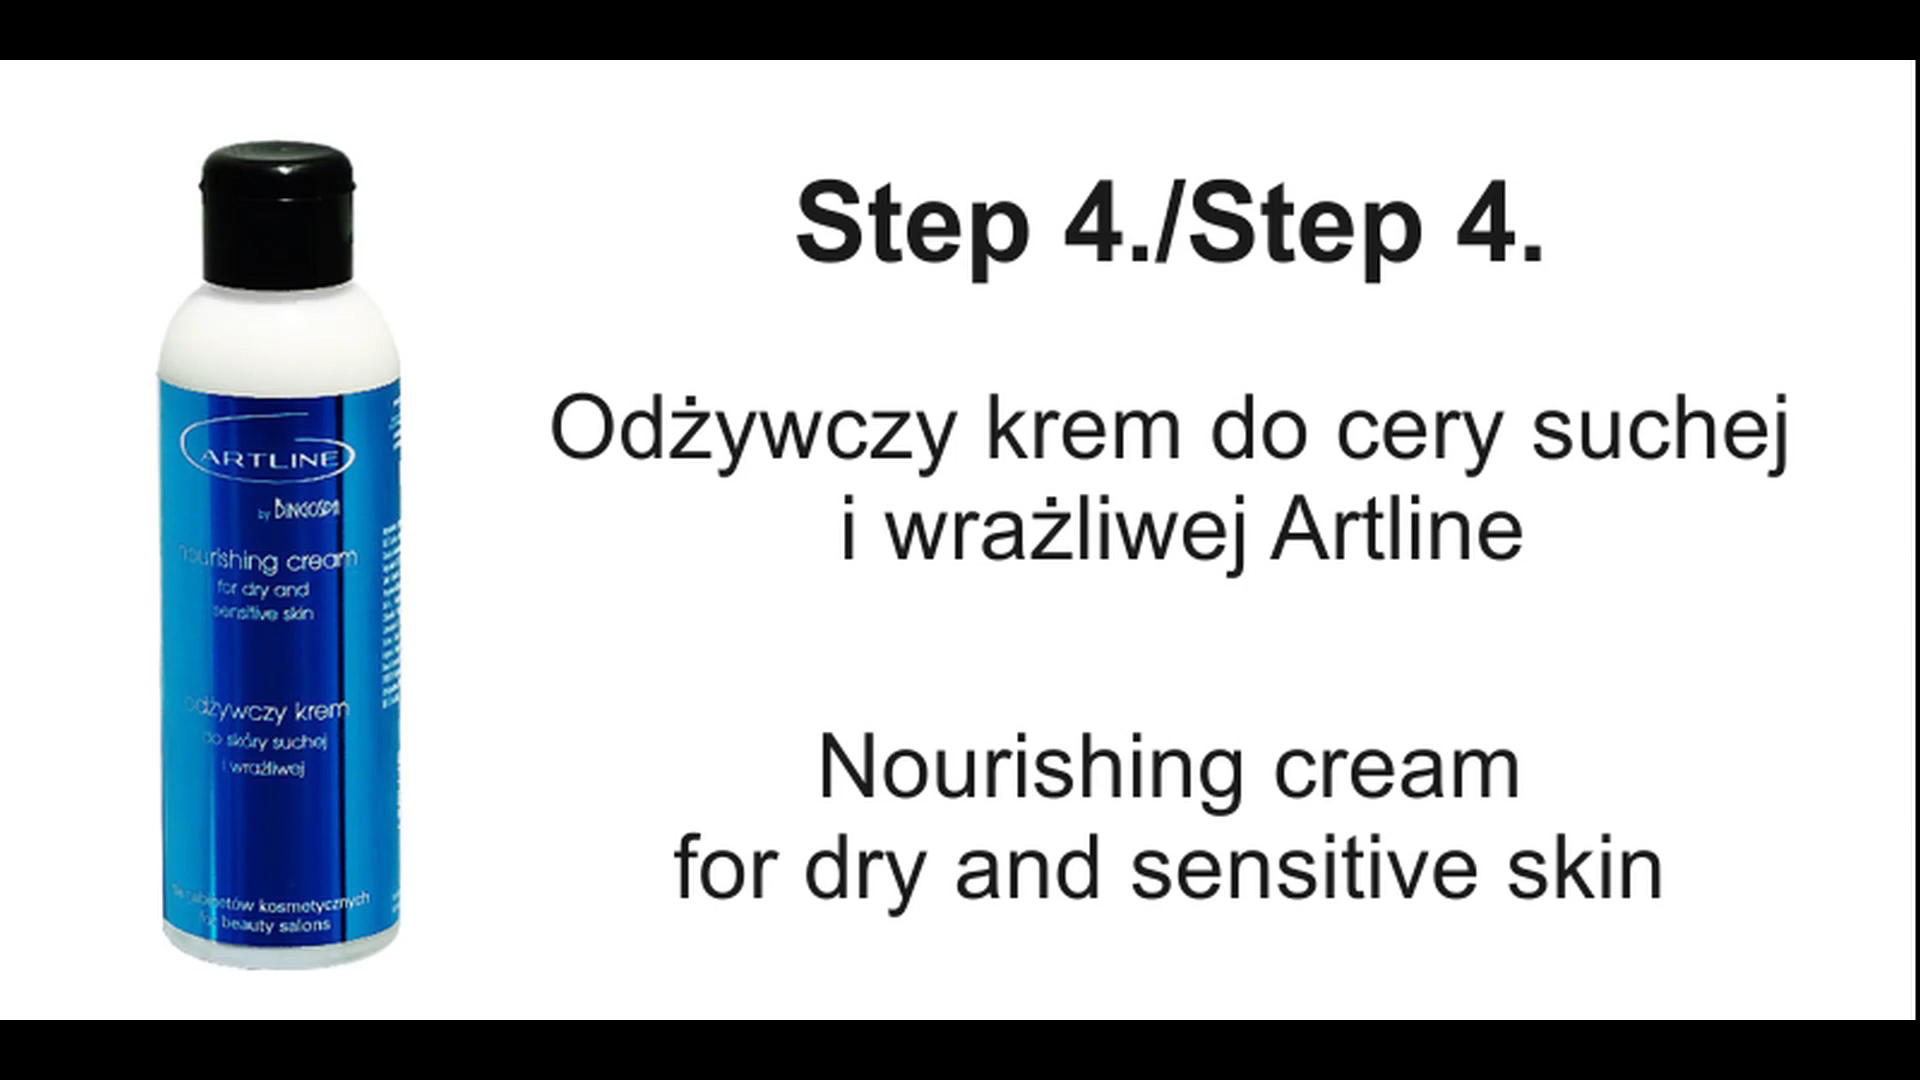 Step 4./Step 4.
Odżywczy krem do cery suchej
i wrażliwej Artline
Nourishing cream
for dry and sensitive skin
ARTLINE
by BINGOSPA
nourishing cream
for dry and
sensitive skin
odżywczy krem
do skóry suchej
i wrażliwej
kosmetycznych
for beauty salons